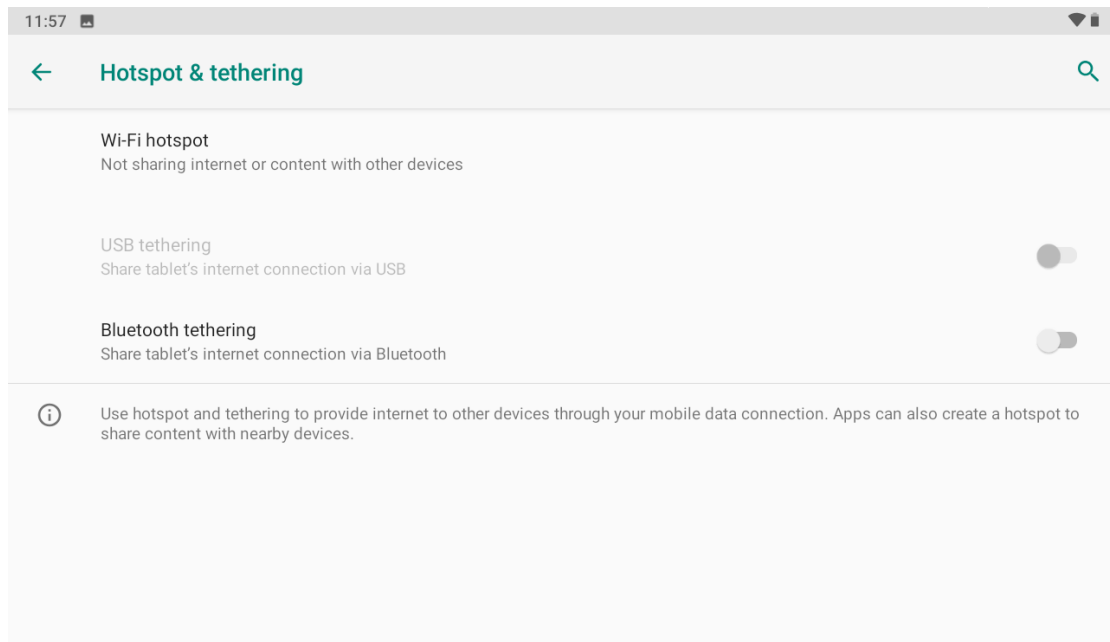 11:57
Hotspot & tethering
Wi-Fi hotspot
Not sharing internet or content with other devices
USB tethering
Share tablet's internet connection via USB
Bluetooth tethering
Share tablet's internet connection via Bluetooth
Use hotspot and tethering to provide internet to other devices through your mobile data connection. Apps can also create a hotspot to
share content with nearby devices.